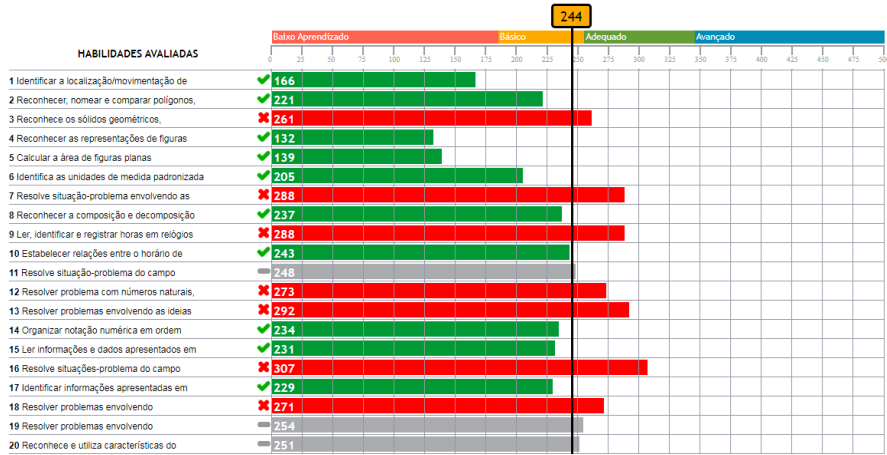 244
Baixo Aprendizado Básico Adequado Avançado
HABILIDADES AVALIADAS
0 25 50 75 100 125 150 175 200 225 250 275 300 325 350 375 400 425 450 475 500
1 Identificar a localização/movimentação de 166
2 Reconhecer, nomear e comparar polígonos, 221
3 Reconhece os sólidos geométricos, 261
4 Reconhecer as representações de figuras 132
5 Calcular a área de figuras planas 139
6 Identifica as unidades de medida padronizada 205
7 Resolve situação-problema envolvendo as 288
8 Reconhecer a composição e decomposição 237
9 Ler, identificar e registrar horas em relógios 288
10 Estabelecer relações entre o horário de 243
11 Resolve situação-problema do campo 248
12 Resolver problema com números naturais, 273
13 Resolver problemas envolvendo as ideias 292
14 Organizar notação numérica em ordem 234
15 Ler informações e dados apresentados em 231
16 Resolve situações-problema do campo 307
17 Identificar informações apresentadas em 229
18 Resolver problemas envolvendo 271
19 Resolver problemas envolvendo 254
20 Reconhece e utiliza características do 251